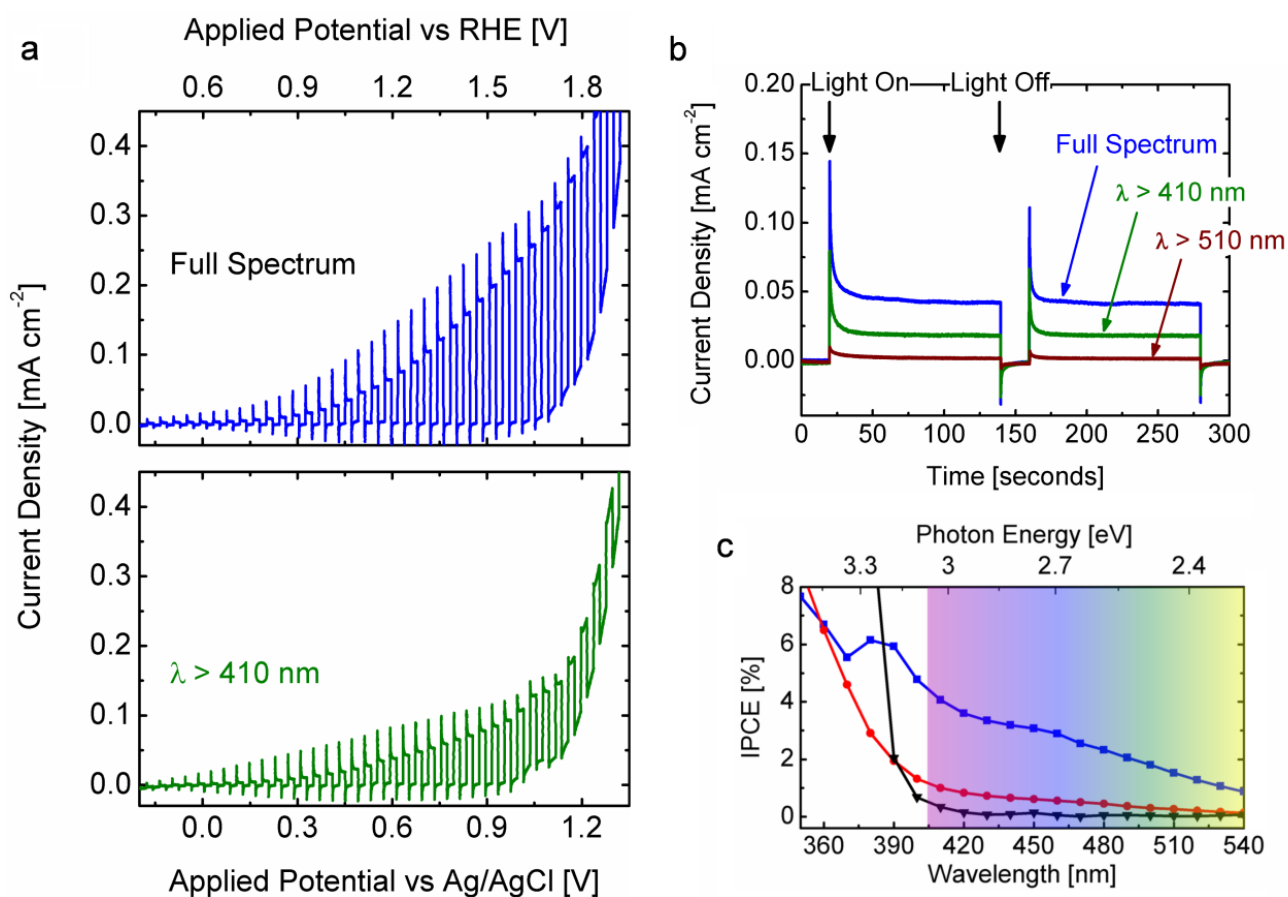 a
Applied Potential vs RHE [V]
0.6 0.9 1.2 1.5 1.8
Current Density [mA cm-2]
0.4
0.3
0.2
0.1
0.0
Full Spectrum
0.4
0.3
0.2
0.1
0.0
λ > 410 nm
0.0 0.3 0.6 0.9 1.2
Applied Potential vs Ag/AgCl [V]
b
Current Density [mA cm-2]
0.20
0.15
0.10
0.05
0.00
Light On Light Off
Full Spectrum
λ > 410 nm
λ > 510 nm
0 50 100 150 200 250 300
Time [seconds]
c
Photon Energy [eV]
3.3 3 2.7 2.4
IPCE [%]
8
6
4
2
0
360 390 420 450 480 510 540
Wavelength [nm]